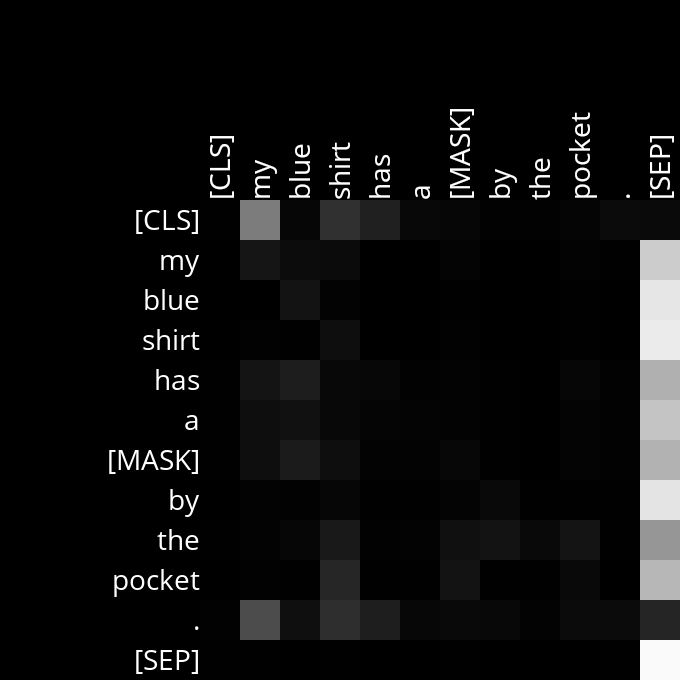 [CLS] my blue shirt has a [MASK] by the pocket . [SEP]
[CLS]
my
blue
shirt
has
a
[MASK]
by
the
pocket
.
[SEP]